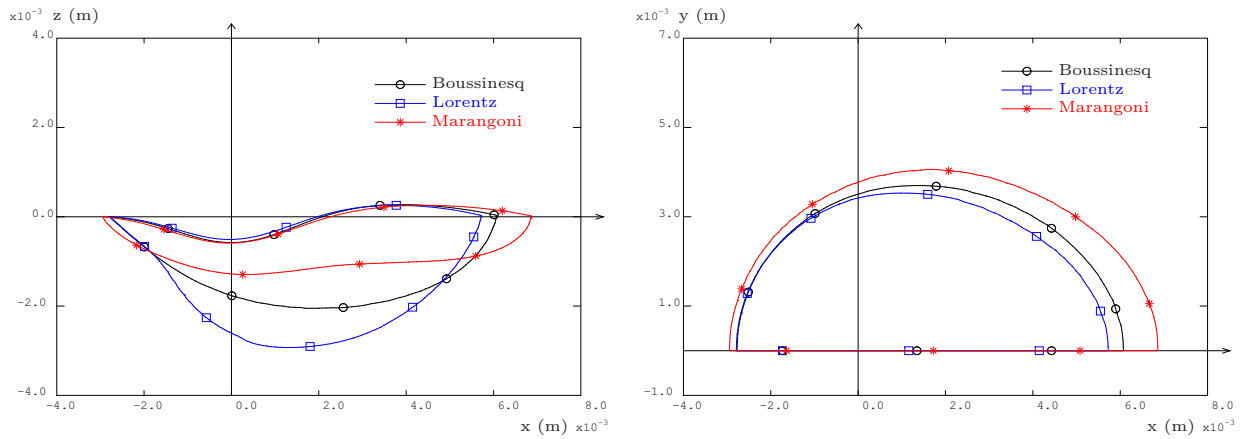 x10⁻³ z (m)
4.0
2.0
0.0
-2.0
-4.0
-4.0 -2.0 0.0 2.0 4.0 6.0 8.0
x (m) x10⁻³
Boussinesq
Lorentz
Marangoni
x10⁻³ y (m)
7.0
5.0
3.0
1.0
-1.0
-4.0 -2.0 0.0 2.0 4.0 6.0 8.0
x (m) x10⁻³
Boussinesq
Lorentz
Marangoni